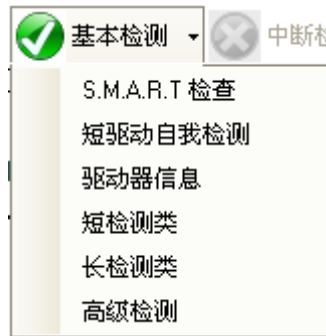 基本检测 中断检
S.M.A.R.T 检查
短驱动自我检测
驱动器信息
短检测类
长检测类
高级检测